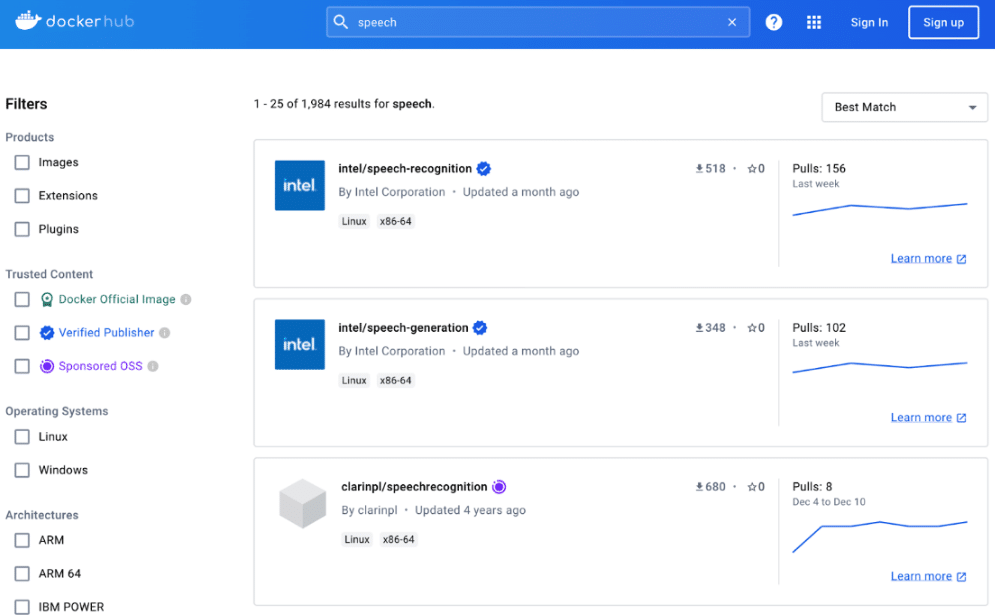 dockerhub
speech
Sign In
Sign up
Filters
1 - 25 of 1,984 results for speech.
Best Match
Products
Images
Extensions
Plugins
Trusted Content
Docker Official Image
Verified Publisher
Sponsored OSS
Operating Systems
Linux
Windows
Architectures
ARM
ARM 64
IBM POWER
intel
intel/speech-recognition
518 · 0
By Intel Corporation · Updated a month ago
Linux x86-64
Pulls: 156
Last week
Learn more
intel
intel/speech-generation
348 · 0
By Intel Corporation · Updated a month ago
Linux x86-64
Pulls: 102
Last week
Learn more
clarinpl/speechrecognition
680 · 0
By clarinpl · Updated 4 years ago
Linux x86-64
Pulls: 8
Dec 4 to Dec 10
Learn more